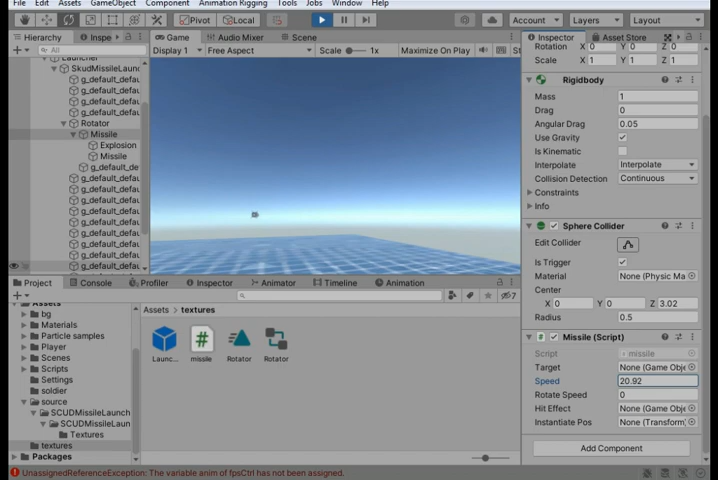 File Edit Assets GameObject Component Animation Rigging Tools Jobs Window Help
Pivot Local Account Layers Layout
Hierarchy Inspe Game Audio Mixer Scene Inspector Asset Store
All Display 1 Free Aspect Scale 1x Maximize On Play St
Rotation X 0 Y 0 Z 0
Scale X 1 Y 1 Z 1
Launcher
SkudMissileLaunc
g_default_defau
g_default_defau
g_default_defau
g_default_defau
Rotator
Missile
Explosion
Missile
g_default_de
g_default_defau
g_default_defau
g_default_defau
g_default_defau
g_default_defau
g_default_defau
g_default_defau
g_default_defau
g_default_defau
Rigidbody
Mass 1
Drag 0
Angular Drag 0.05
Use Gravity
Is Kinematic
Interpolate Interpolate
Collision Detection Continuous
Constraints
Info
Sphere Collider
Edit Collider
Is Trigger
Material None (Physic Ma
Center
X 0 Y 0 Z 3.02
Radius 0.5
Missile (Script)
Script missile
Target None (Game Obje
Speed 20.92
Rotate Speed 0
Hit Effect None (Game Obje
Instantiate Pos None (Transform
Add Component
Project Console Profiler Inspector Animator Timeline Animation
7
Assets
bg
Materials
Particle samples
Player
Scenes
Scripts
Settings
soldier
source
SCUDMissileLaunch
SCUDMissileLaun
Textures
textures
Packages
Assets > textures
Launc... missile Rotator Rotator
UnassignedReferenceException: The variable anim of fpsCtrl has not been assigned.